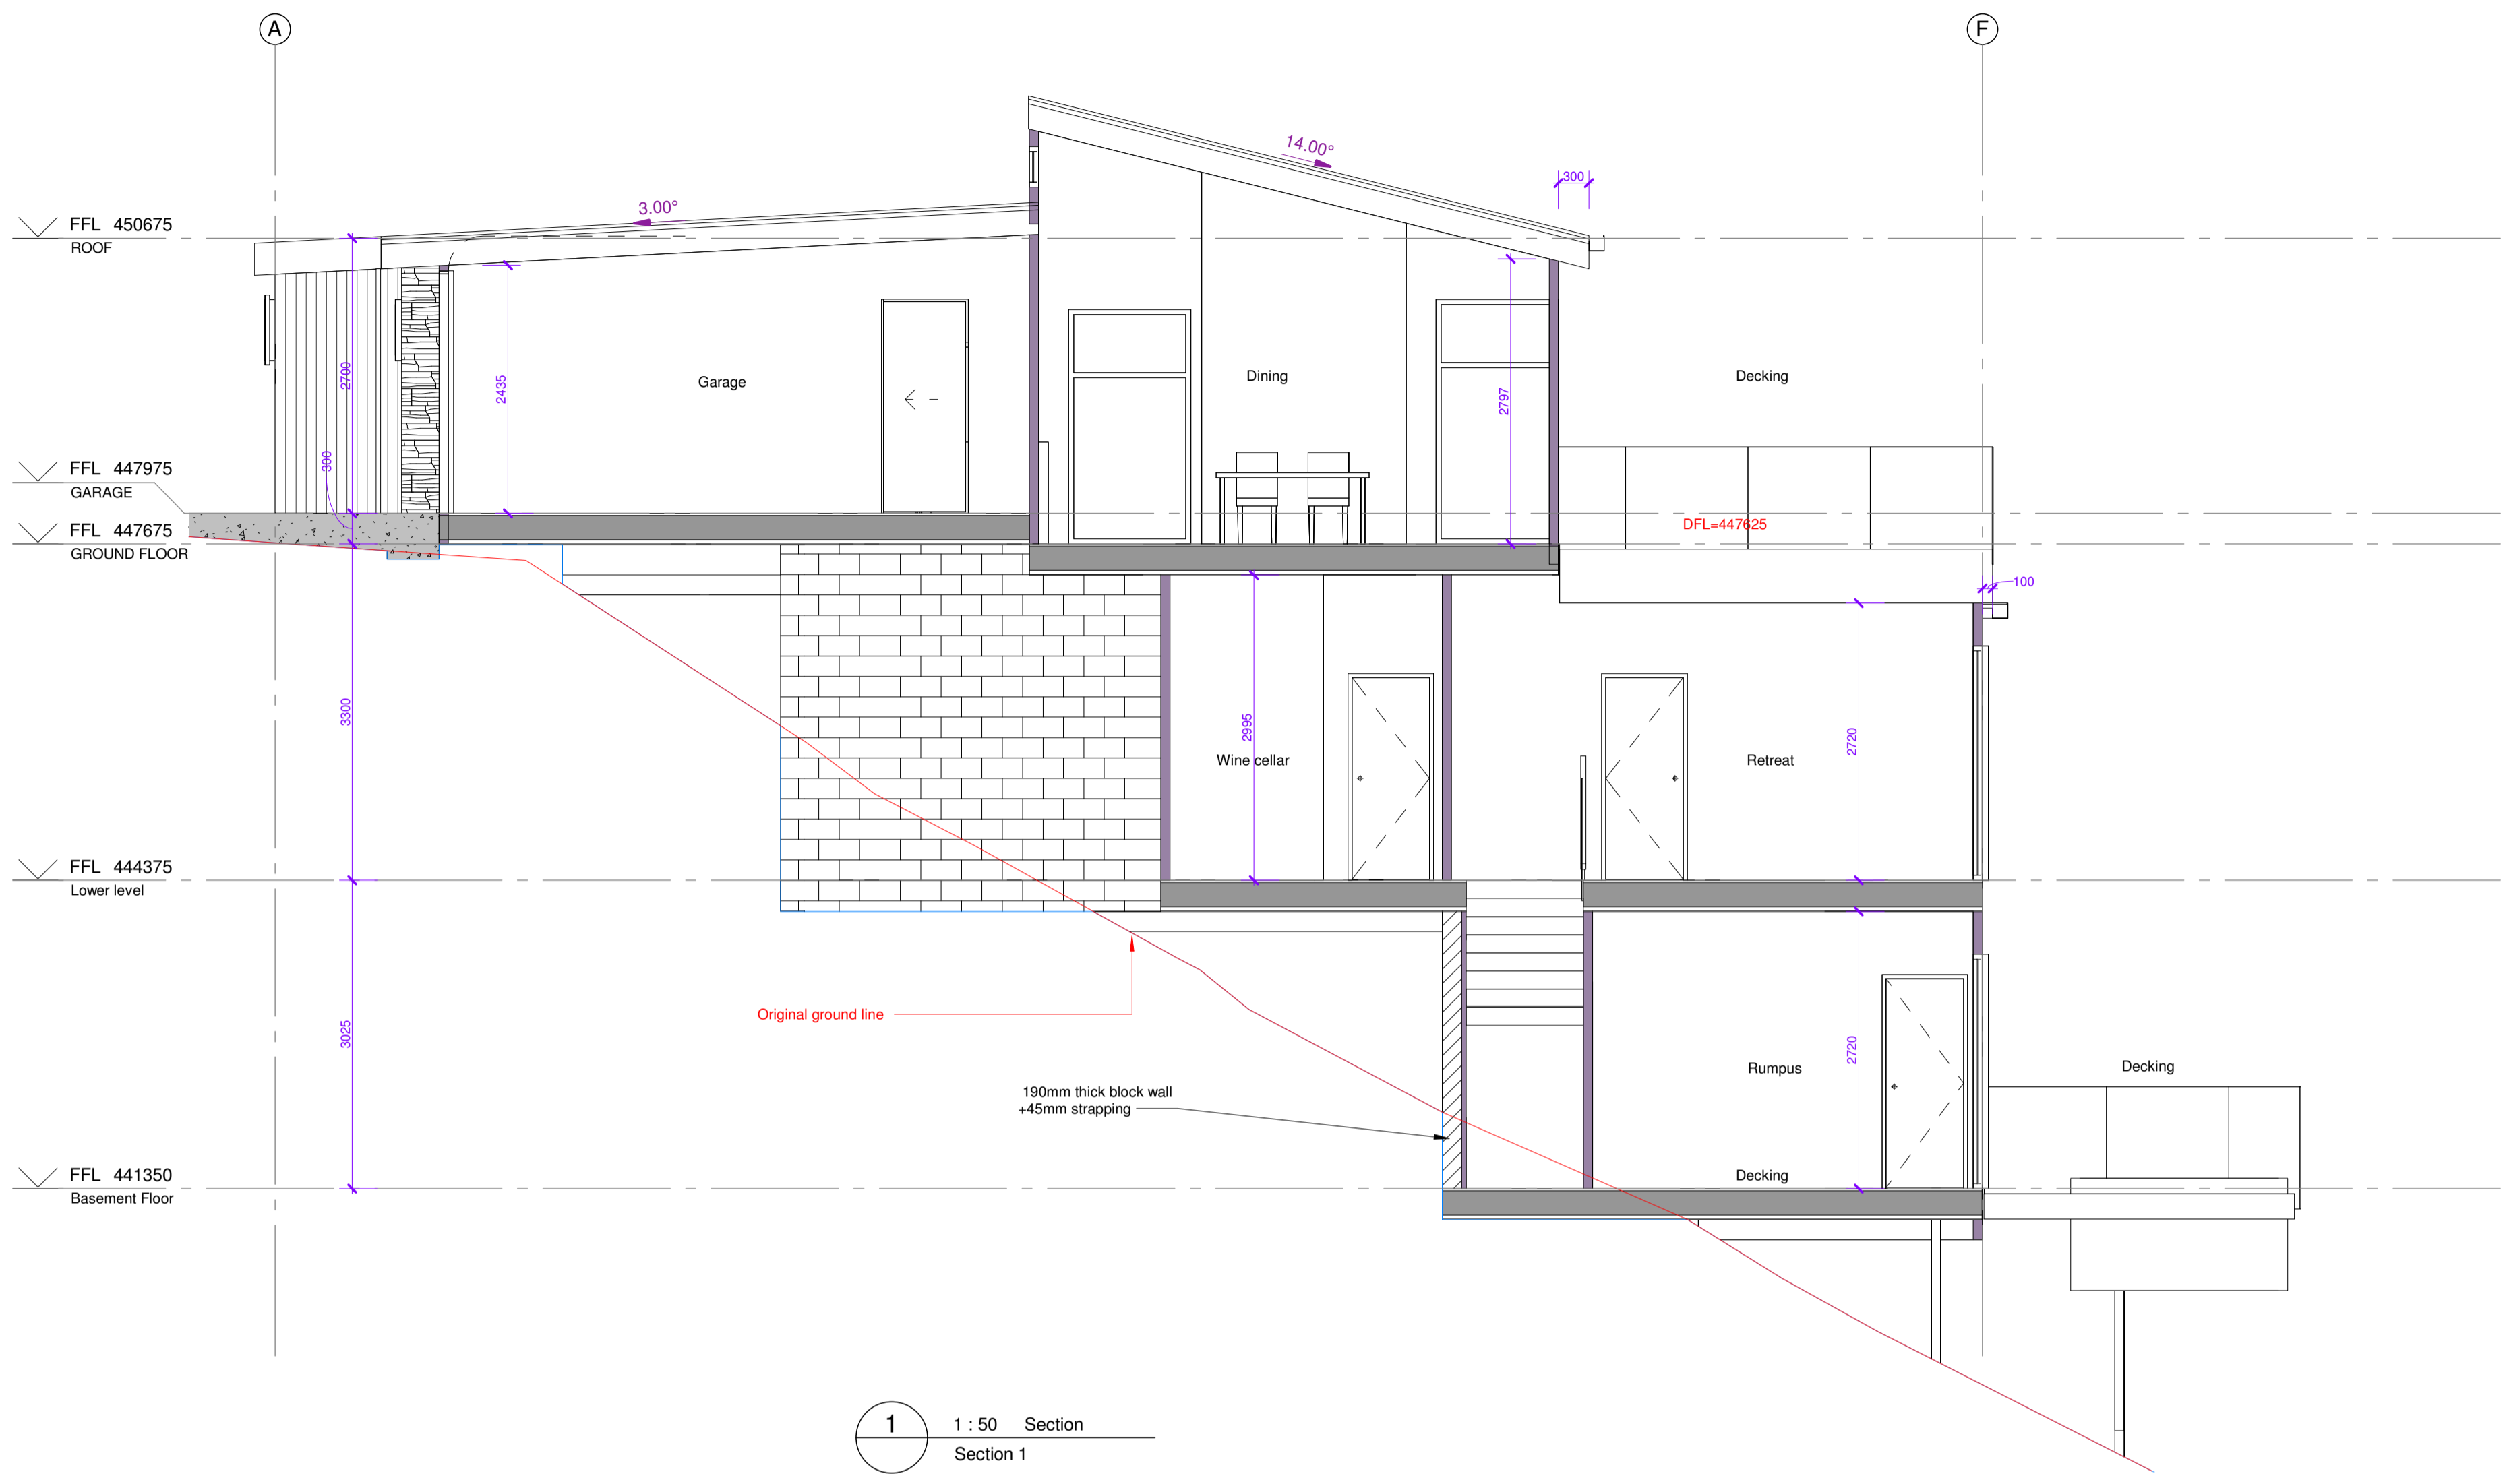 A
F
14.00°
300
3.00°
FFL 450675
ROOF
2700
2435
Garage
Dining
2797
Decking
300
FFL 447975
GARAGE
FFL 447675
GROUND FLOOR
DFL=447625
100
3300
2995
Wine cellar
2720
Retreat
FFL 444375
Lower level
Original ground line
3025
2720
Rumpus
Decking
190mm thick block wall
+45mm strapping
Decking
FFL 441350
Basement Floor
1
1 : 50 Section
Section 1